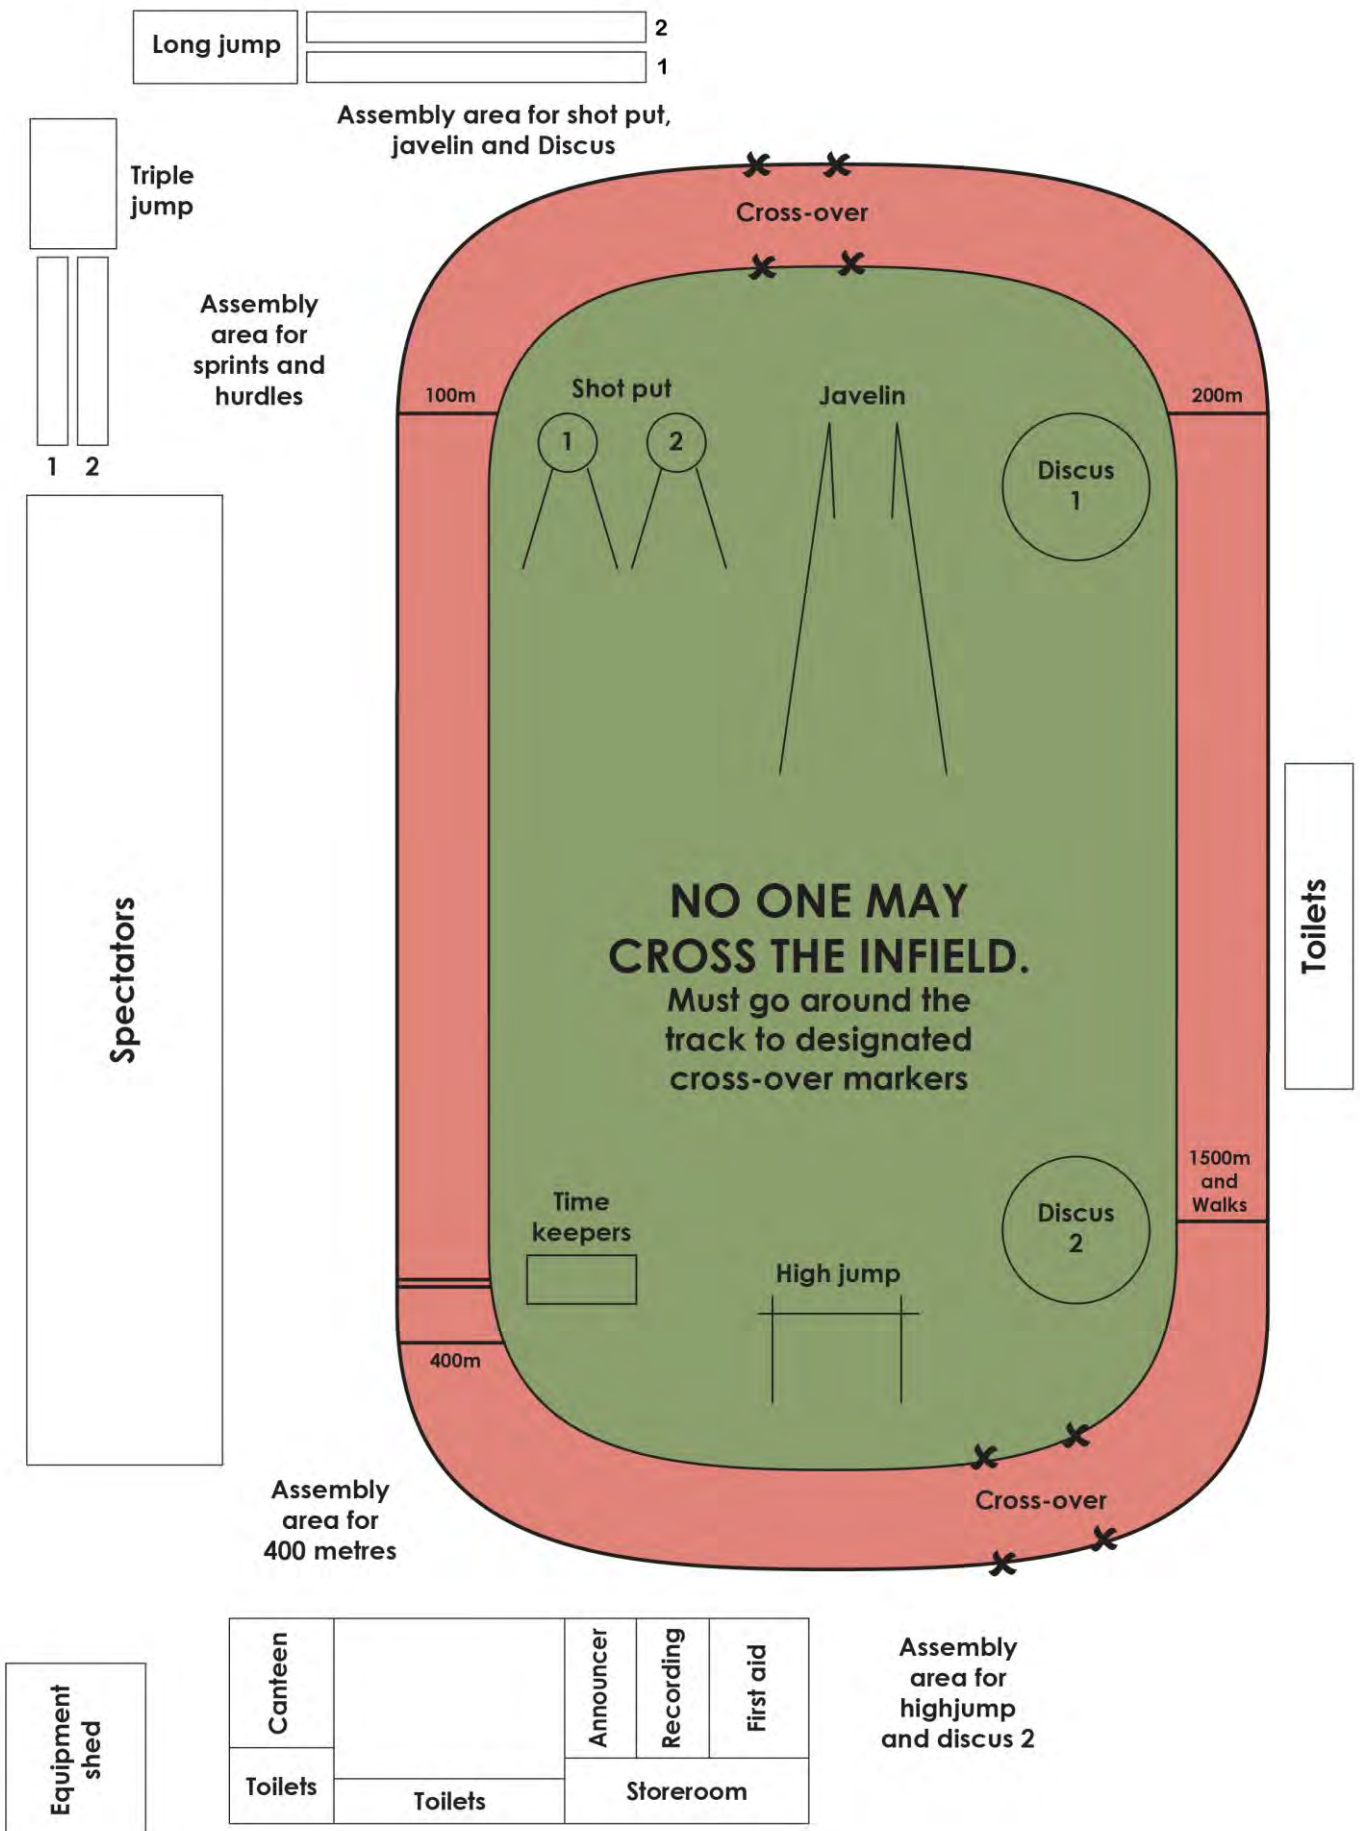 Long jump
2
1
Assembly area for shot put,
javelin and Discus
Triple
jump
Cross-over
Assembly
area for
sprints and
hurdles
1 2
100m
Shot put
1
2
Javelin
200m
Discus
1
Spectators
NO ONE MAY
CROSS THE INFIELD.
Must go around the
track to designated
cross-over markers
Toilets
1500m
and
Walks
Time
keepers
Discus
2
High jump
400m
Cross-over
Assembly
area for
400 metres
Equipment
shed
Canteen
Announcer
Recording
First aid
Toilets
Toilets
Storeroom
Assembly
area for
highjump
and discus 2